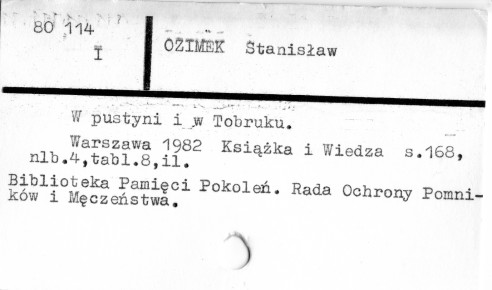 80 114
I
OZIMEK Stanisław
W pustyni i w Tobruku.
Warszawa 1982 Książka i Wiedza s.168,
nlb.4,tabl.8,il.
Biblioteka Pamięci Pokoleń. Rada Ochrony Pomni-
ków i Męczeństwa.